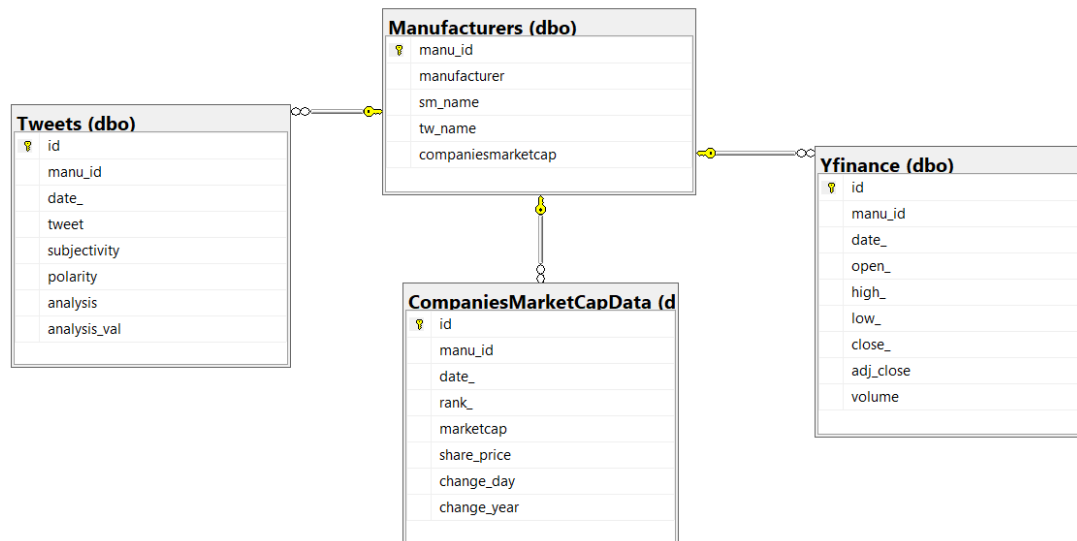 Manufacturers (dbo)
manu_id
manufacturer
sm_name
tw_name
companiesmarketcap
Tweets (dbo)
id
manu_id
date_
tweet
subjectivity
polarity
analysis
analysis_val
Yfinance (dbo)
id
manu_id
date_
open_
high_
low_
close_
adj_close
volume
CompaniesMarketCapData (d
id
manu_id
date_
rank_
marketcap
share_price
change_day
change_year